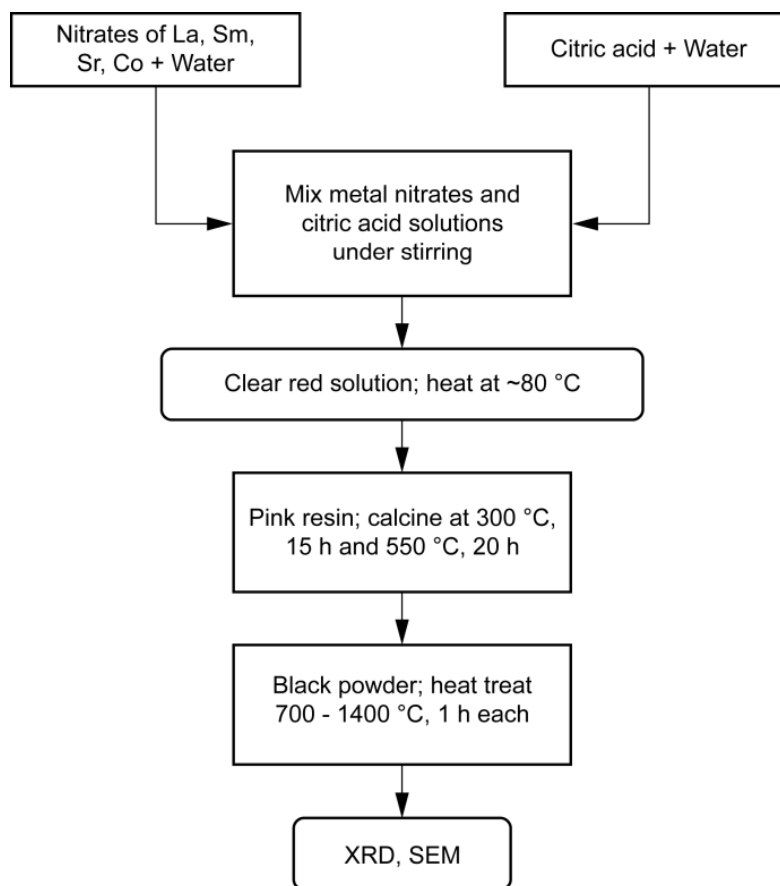 Nitrates of La, Sm,
Sr, Co + Water
Citric acid + Water
Mix metal nitrates and
citric acid solutions
under stirring
Clear red solution; heat at ~80 °C
Pink resin; calcine at 300 °C,
15 h and 550 °C, 20 h
Black powder; heat treat
700 - 1400 °C, 1 h each
XRD, SEM